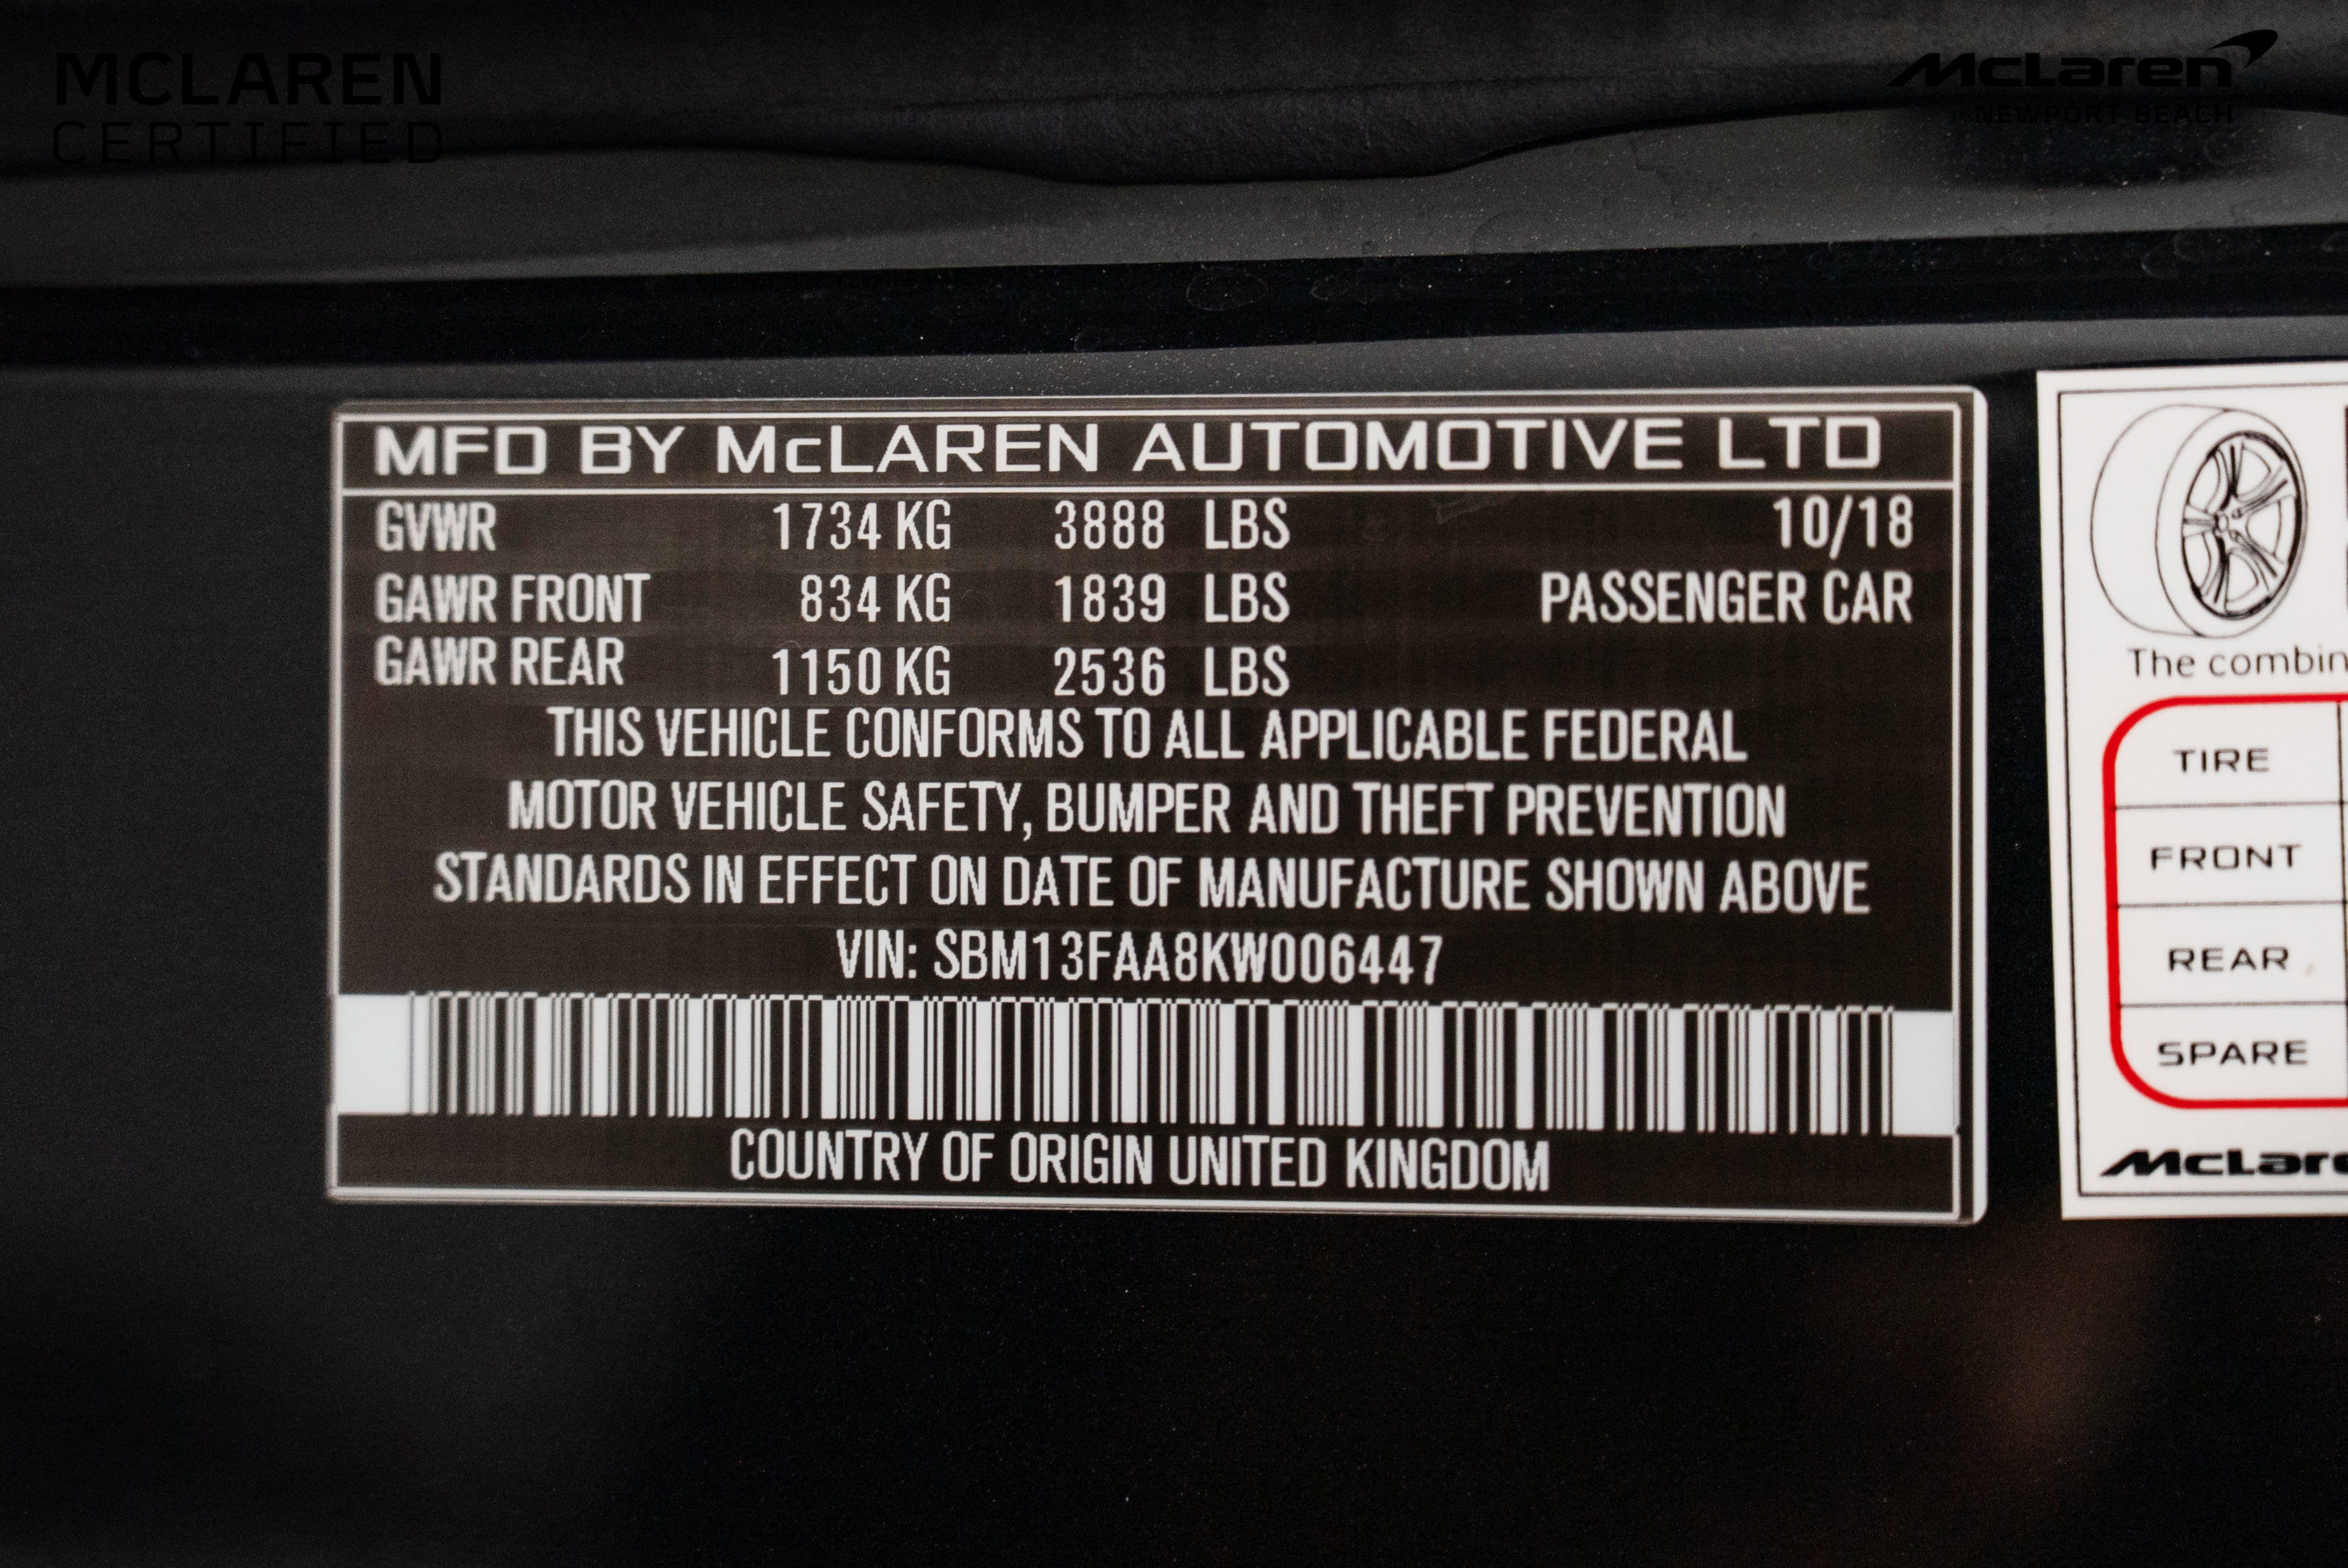 MCLAREN
CERTIFIED
McLaren
NEWPORT BEACH
MFD BY McLAREN AUTOMOTIVE LTD
GVWR 1734 KG 3888 LBS 10/18
GAWR FRONT 834 KG 1839 LBS PASSENGER CAR
GAWR REAR 1150 KG 2536 LBS
THIS VEHICLE CONFORMS TO ALL APPLICABLE FEDERAL
MOTOR VEHICLE SAFETY, BUMPER AND THEFT PREVENTION
STANDARDS IN EFFECT ON DATE OF MANUFACTURE SHOWN ABOVE
VIN: SBM13FAA8KW006447
COUNTRY OF ORIGIN UNITED KINGDOM
The combin
TIRE
FRONT
REAR
SPARE
McLare